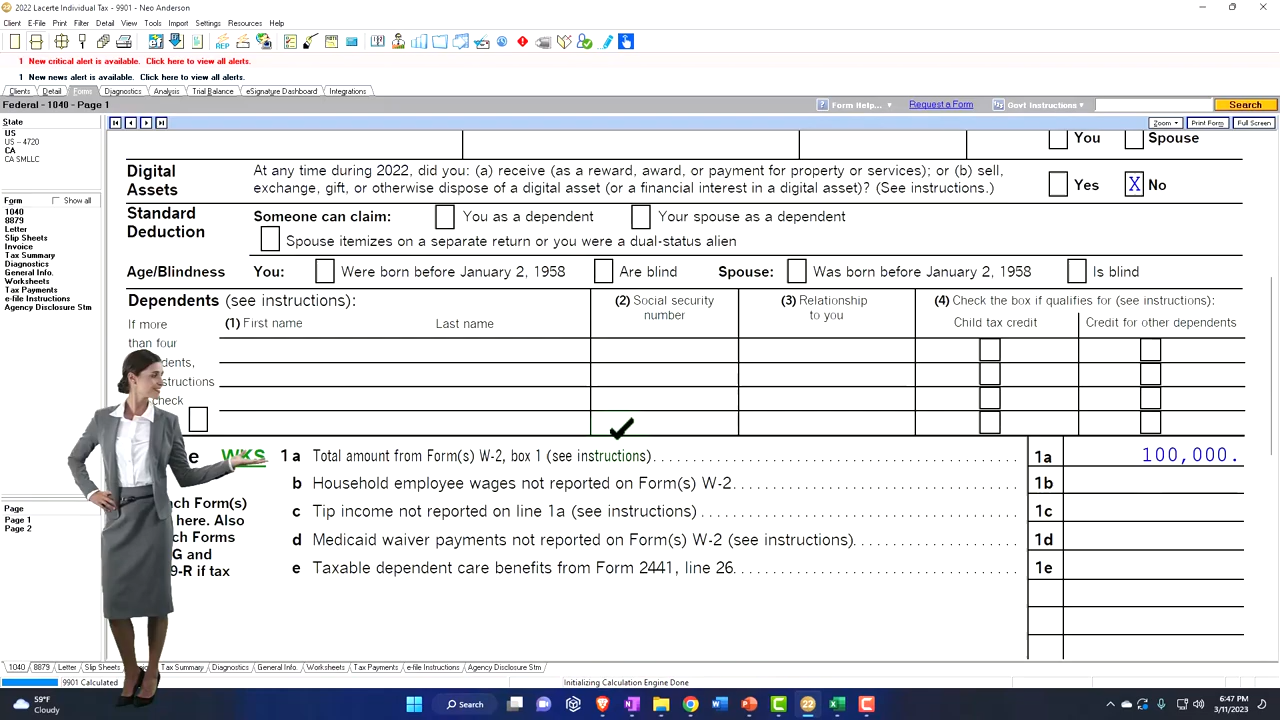 2022 Lacerte Individual Tax - 9901 - Neo Anderson
Client E-File Print Filter Detail View Tools Import Settings Resources Help
1 New critical alert is available. Click here to view all alerts.
1 New news alert is available. Click here to view all alerts.
Clients Detail Forms Diagnostics Analysis Trial Balance eSignature Dashboard Integrations
Federal - 1040 - Page 1
Form Help... Request a Form Govt Instructions Search
State
US
US - 4720
CA
CA SMLLC
Form Show all
1040
8879
Letter
Slip Sheets
Invoice
Tax Summary
Diagnostics
General Info.
Worksheets
Tax Payments
e-file Instructions
Agency Disclosure Stm
Page
Page 1
Page 2
Zoom Print Form Full Screen
You Spouse
Digital Assets
At any time during 2022, did you: (a) receive (as a reward, award, or payment for property or services); or (b) sell,
exchange, gift, or otherwise dispose of a digital asset (or a financial interest in a digital asset)? (See instructions.)
Yes X No
Standard Deduction
Someone can claim: You as a dependent Your spouse as a dependent
Spouse itemizes on a separate return or you were a dual-status alien
Age/Blindness You: Were born before January 2, 1958 Are blind Spouse: Was born before January 2, 1958 Is blind
Dependents (see instructions):
(2) Social security number
(3) Relationship to you
(4) Check the box if qualifies for (see instructions):
(1) First name Last name
Child tax credit Credit for other dependents
If more
than four
dents,
structions
check
e WKS 1 a Total amount from Form(s) W-2, box 1 (see instructions) 1a 100,000.
b Household employee wages not reported on Form(s) W-2 1b
c Tip income not reported on line 1a (see instructions) 1c
d Medicaid waiver payments not reported on Form(s) W-2 (see instructions) 1d
e Taxable dependent care benefits from Form 2441, line 26 1e
ch Form(s)
here. Also
ch Forms
G and
9-R if tax
1040 8879 Letter Slip Sheets Tax Summary Diagnostics General Info. Worksheets Tax Payments e-file Instructions Agency Disclosure Stm
9901 Calculated Initializing Calculation Engine Done
59°F
Cloudy
Search
6:47 PM
3/11/2023